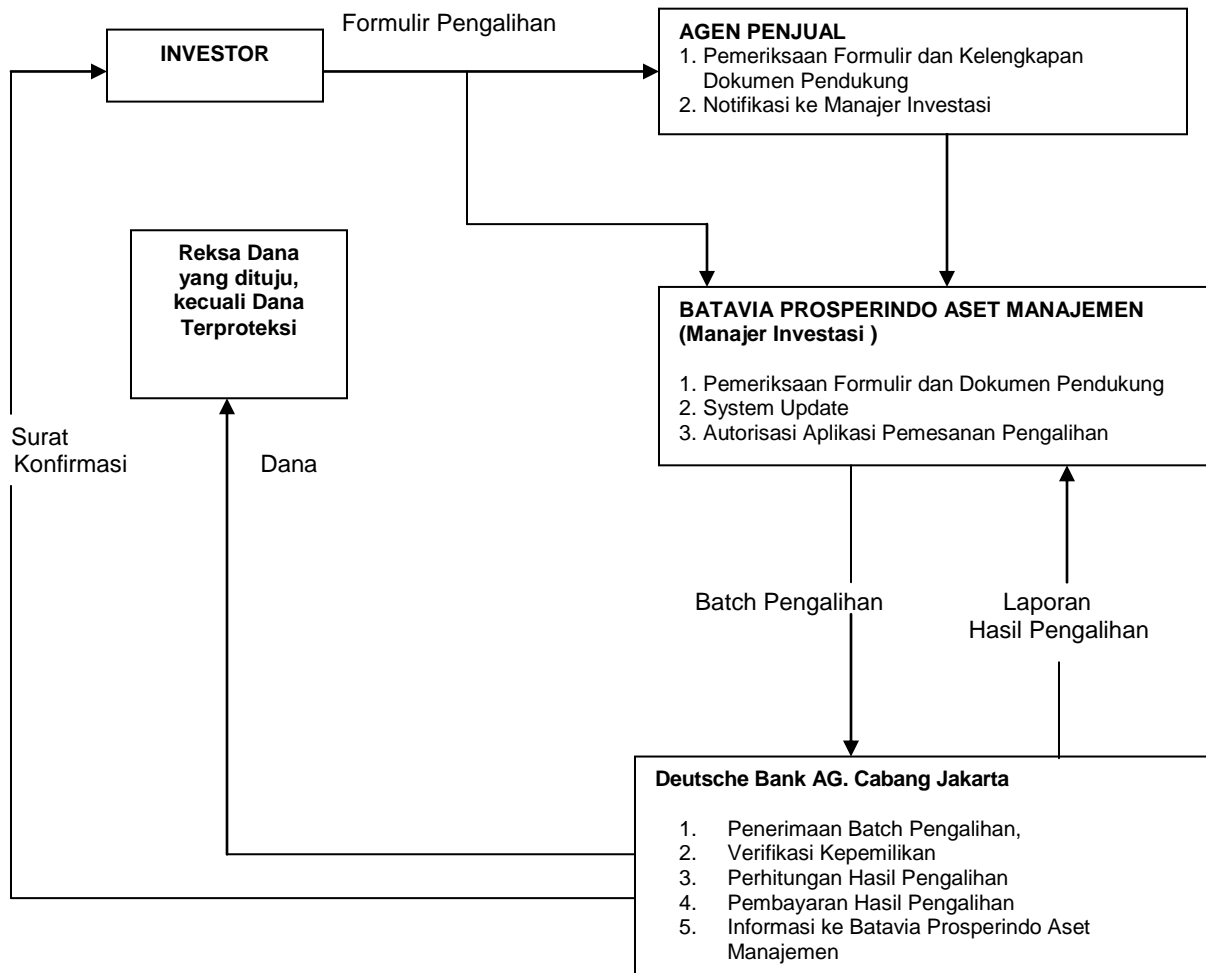 Formulir Pengalihan
INVESTOR
AGEN PENJUAL
1. Pemeriksaan Formulir dan Kelengkapan
Dokumen Pendukung
2. Notifikasi ke Manajer Investasi
Reksa Dana
yang dituju,
kecuali Dana
Terproteksi
BATAVIA PROSPERINDO ASET MANAJEMEN
(Manajer Investasi )
1. Pemeriksaan Formulir dan Dokumen Pendukung
2. System Update
3. Autorisasi Aplikasi Pemesanan Pengalihan
Surat
Konfirmasi
Dana
Batch Pengalihan
Laporan
Hasil Pengalihan
Deutsche Bank AG. Cabang Jakarta
1. Penerimaan Batch Pengalihan,
2. Verifikasi Kepemilikan
3. Perhitungan Hasil Pengalihan
4. Pembayaran Hasil Pengalihan
5. Informasi ke Batavia Prosperindo Aset
Manajemen